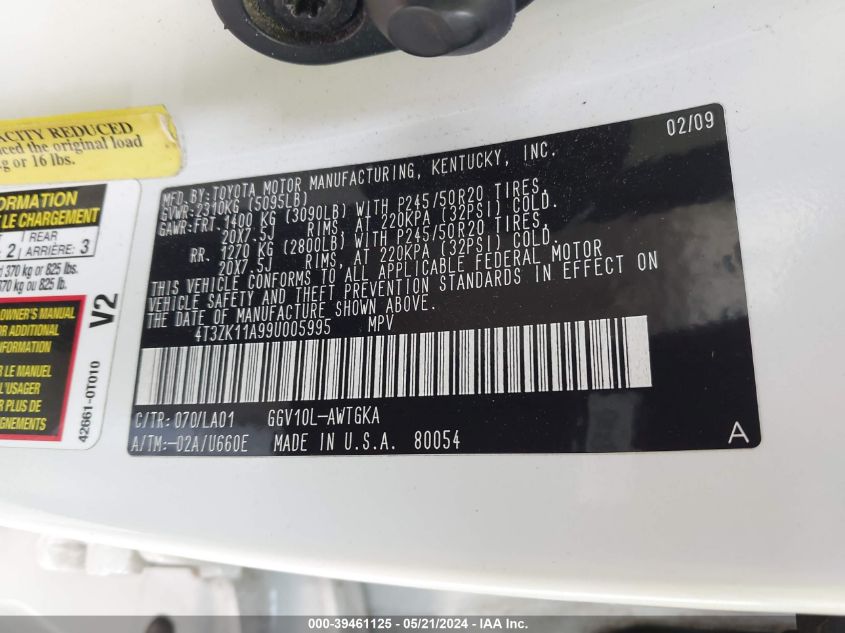 ACITY REDUCED
duced the original load
g or 16 lbs.
FORMATION
LE CHARGEMENT
2 REAR
ARRIÈRE: 3
370 kg or 825 lbs.
370 kg ou 825 lb.
OWNER'S MANUAL
OR ADDITIONAL
INFORMATION
LE MANUEL
L'USAGER
V2
42661-0T010
02/09
MFD.BY:TOYOTA MOTOR MANUFACTURING, KENTUCKY, INC.
GVWR:2310KG (5095LB)
GAWR:FRT.1400 KG (3090LB) WITH P245/50R20 TIRES,
20X7.5J RIMS, AT 220KPA (32PSI) COLD.
RR. 1270 KG (2800LB) WITH P245/50R20 TIRES,
20X7.5J RIMS, AT 220KPA (32PSI) COLD.
THIS VEHICLE CONFORMS TO ALL APPLICABLE FEDERAL MOTOR
VEHICLE SAFETY AND THEFT PREVENTION STANDARDS IN EFFECT ON
THE DATE OF MANUFACTURE SHOWN ABOVE.
4T3ZK11A99U005995 MPV
C/TR: 070/LA01 GGV10L-AWTGKA
A/TM:-02A/U660E MADE IN U.S.A. 80054
A
000-39461125 - 05/21/2024 - IAA Inc.